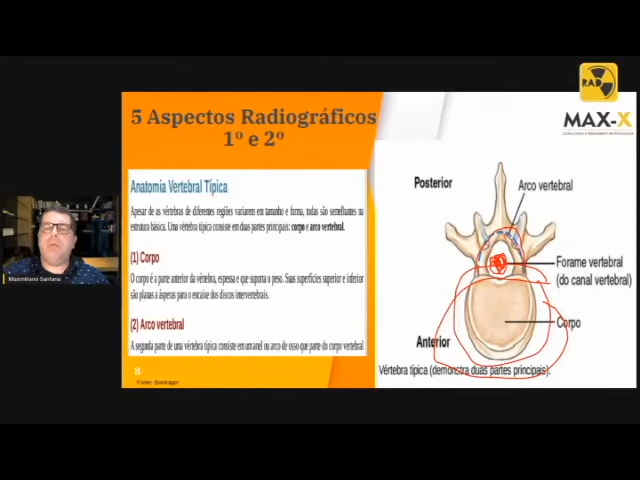 RAD
MAX-X
5 Aspectos Radiográficos
1º e 2º
Anatomia Vertebral Típica
Apesar de as vértebras de diferentes regiões variarem em tamanho e forma, todas são semelhantes na
estrutura básica. Uma vértebra típica consiste em duas partes principais: corpo e arco vertebral.
(1) Corpo
O corpo é a parte anterior da vértebra, espessa e que suporta o peso. Suas superfícies superior e inferior
são planas a ásperas para o encaixe dos discos intervertebrais.
(2) Arco vertebral
A segunda parte de uma vértebra típica consiste em um anel ou arco de osso que parte do corpo vertebral
8
Fonte: Bontrager
Posterior
Arco vertebral
Forame vertebral
(do canal vertebral)
Corpo
Anterior
Vértebra típica (demonstra duas partes principais).
Maxmiliano Santana